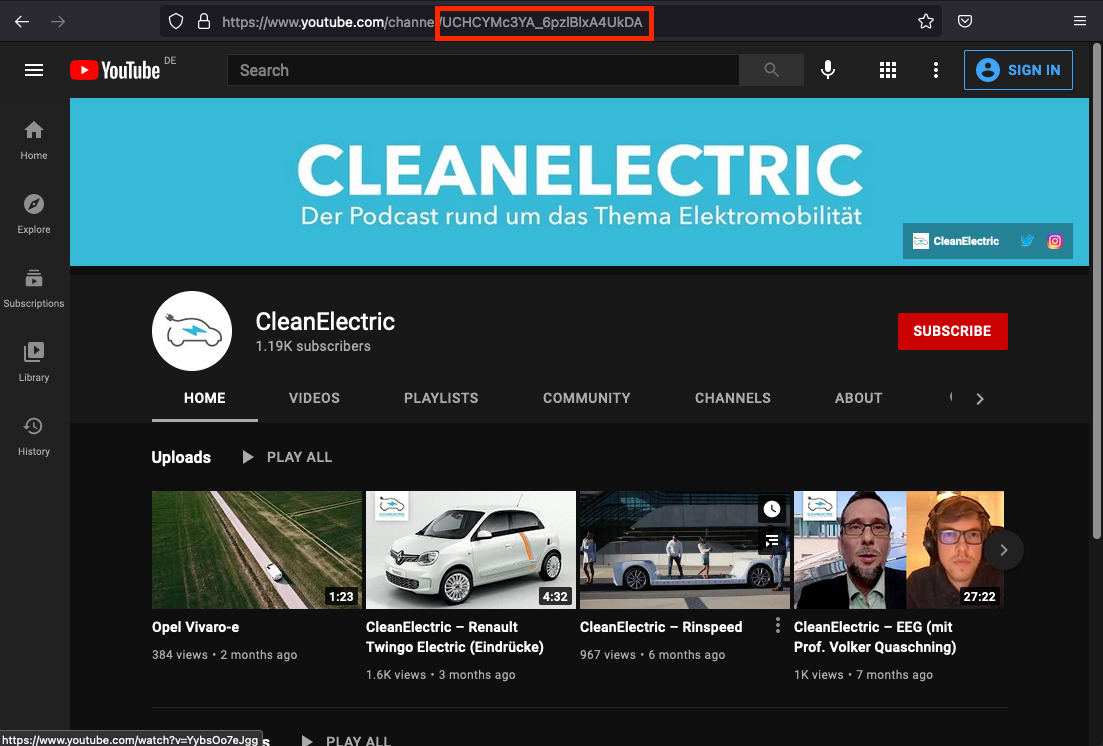 https://www.youtube.com/channel/UCHCYMc3YA_6pzlBlxA4UkDA
YouTube DE
Search
SIGN IN
Home
Explore
Subscriptions
Library
History
CLEANELECTRIC
Der Podcast rund um das Thema Elektromobilität
CleanElectric
CleanElectric
1.19K subscribers
SUBSCRIBE
HOME VIDEOS PLAYLISTS COMMUNITY CHANNELS ABOUT
Uploads PLAY ALL
1:23 4:32 27:22
Opel Vivaro-e
384 views • 2 months ago
CleanElectric – Renault
Twingo Electric (Eindrücke)
1.6K views • 3 months ago
CleanElectric – Rinspeed
967 views • 6 months ago
CleanElectric – EEG (mit
Prof. Volker Quaschning)
1K views • 7 months ago
PLAY ALL
https://www.youtube.com/watch?v=YybsOo7eJgg